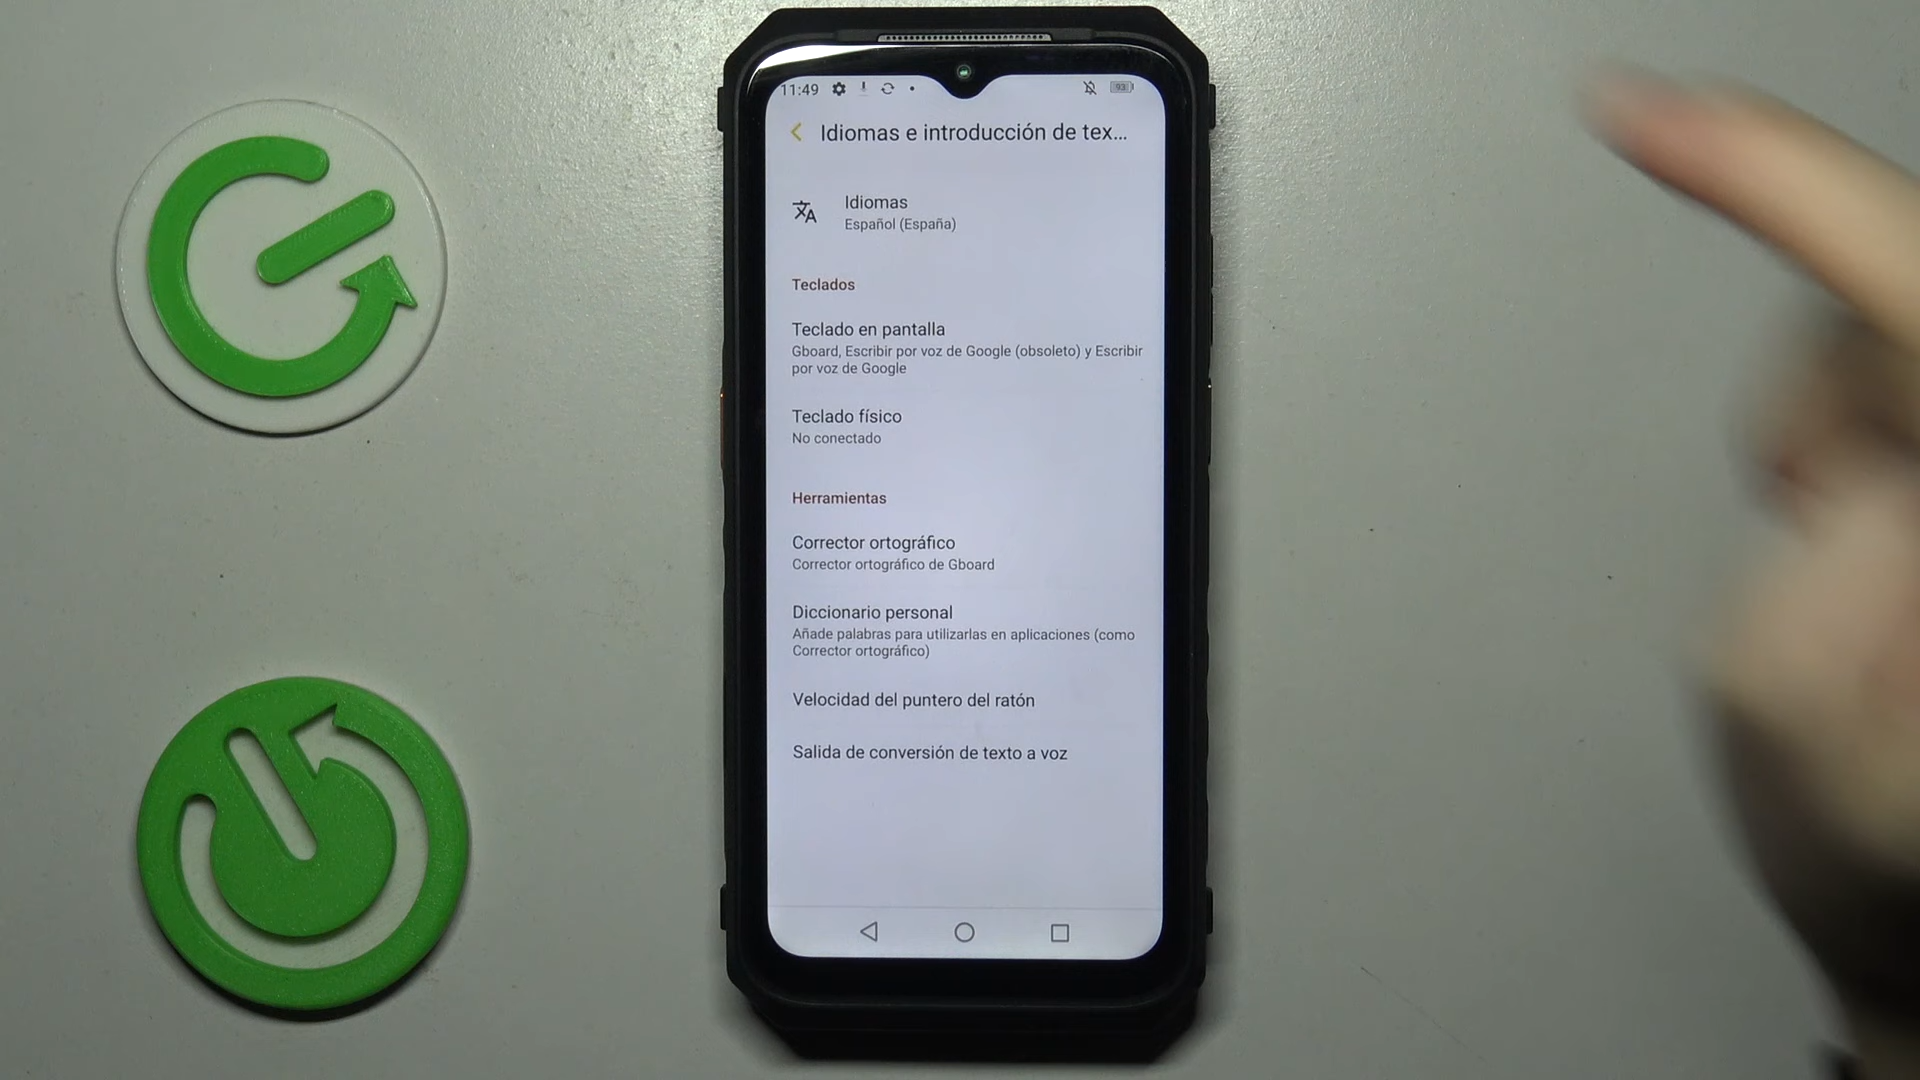 11:49
93
Idiomas e introducción de tex...
Idiomas
Español (España)
Teclados
Teclado en pantalla
Gboard, Escribir por voz de Google (obsoleto) y Escribir
por voz de Google
Teclado físico
No conectado
Herramientas
Corrector ortográfico
Corrector ortográfico de Gboard
Diccionario personal
Añade palabras para utilizarlas en aplicaciones (como
Corrector ortográfico)
Velocidad del puntero del ratón
Salida de conversión de texto a voz